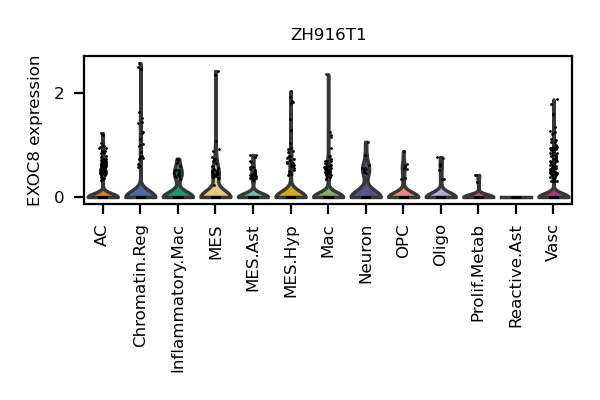 ZH916T1
EXOC8 expression
2
0
AC
Chromatin.Reg
Inflammatory.Mac
MES
MES.Ast
MES.Hyp
Mac
Neuron
OPC
Oligo
Prolif.Metab
Reactive.Ast
Vasc